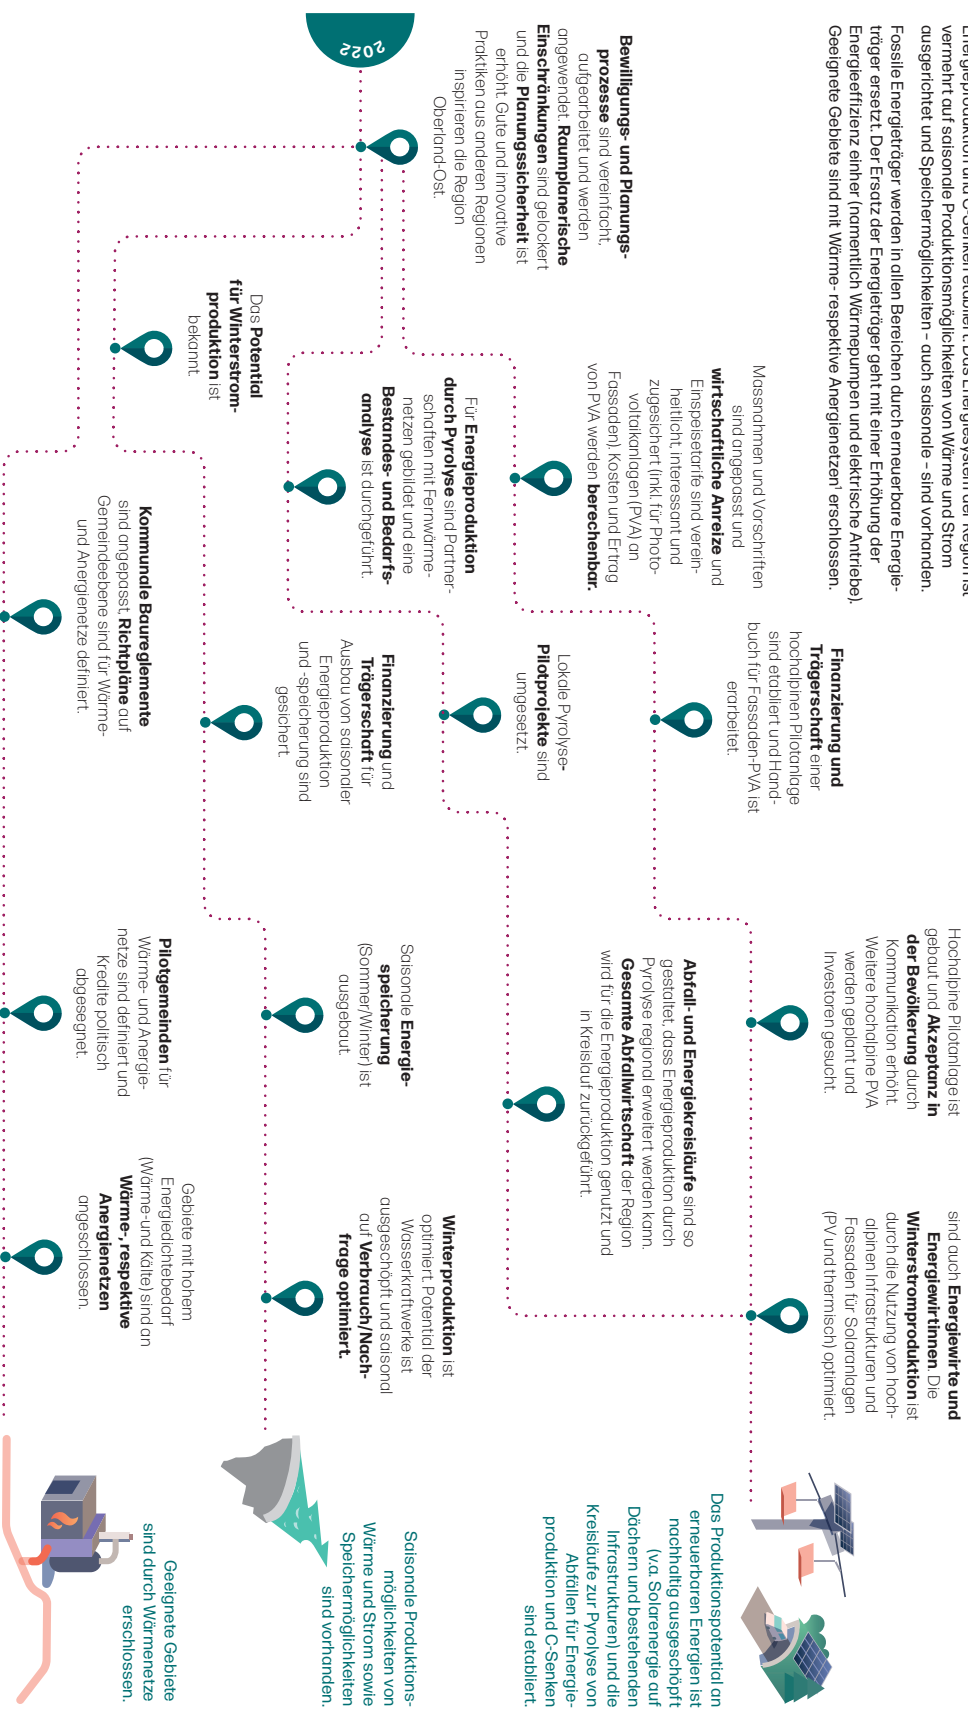 Energieproduktion und C-Senken etabliert. Das Energiesystem der Region ist
vermehrt auf saisonale Produktionsmöglichkeiten von Wärme und Strom
ausgerichtet und Speichermöglichkeiten – auch saisonale – sind vorhanden.
Fossile Energieträger werden in allen Bereichen durch erneuerbare Energie-
träger ersetzt. Der Ersatz der Energieträger geht mit einer Erhöhung der
Energieeffizienz einher (namentlich Wärmepumpen und elektrische Antriebe).
Geeignete Gebiete sind mit Wärme- respektive Anergienetzen¹ erschlossen.
2022
Bewilligungs- und Planungs-
prozesse sind vereinfacht,
aufgearbeitet und werden
angewendet. Raumplanerische
Einschränkungen sind gelockert
und die Planungssicherheit ist
erhöht. Gute und innovative
Praktiken aus anderen Regionen
inspirieren die Region
Oberland-Ost.
Massnahmen und Vorschriften
sind angepasst und
wirtschaftliche Anreize und
Einspeisetarife sind verein-
heitlicht, interessant und
zugesichert (inkl. für Photo-
voltaikanlagen (PVA) an
Fassaden). Kosten und Ertrag
von PVA werden berechenbar.
Finanzierung und
Trägerschaft einer
hochalpinen Pilotanlage
sind etabliert und Hand-
buch für Fassaden-PVA ist
erarbeitet.
Hochalpine Pilotanlage ist
gebaut und Akzeptanz in
der Bevölkerung durch
Kommunikation erhöht.
Weitere hochalpine PVA
werden geplant und
Investoren gesucht.
sind auch Energiewirte und
Energiewirtinnen. Die
Winterstromproduktion ist
durch die Nutzung von hoch-
alpinen Infrastrukturen und
Fassaden für Solaranlagen
(PV und thermisch) optimiert.
Das Produktionspotential an
erneuerbaren Energien ist
nachhaltig ausgeschöpft
(v.a. Solarenergie auf
Dächern und bestehenden
Infrastrukturen) und die
Kreisläufe zur Pyrolyse von
Abfällen für Energie-
produktion und C-Senken
sind etabliert.
Für Energieproduktion
durch Pyrolyse sind Partner-
schaften mit Fernwärme-
netzen gebildet und eine
Bestandes- und Bedarfs-
analyse ist durchgeführt.
Lokale Pyrolyse-
Pilotprojekte sind
umgesetzt.
Abfall- und Energiekreisläufe sind so
gestaltet, dass Energieproduktion durch
Pyrolyse regional erweitert werden kann.
Gesamte Abfallwirtschaft der Region
wird für die Energieproduktion genutzt und
in Kreislauf zurückgeführt.
Das Potential
für Winterstrom-
produktion ist
bekannt.
Finanzierung und
Trägerschaft für
Ausbau von saisonaler
Energieproduktion
und -speicherung sind
gesichert.
Saisonale Energie-
speicherung
(Sommer/Winter) ist
ausgebaut.
Winterproduktion ist
optimiert. Potential der
Wasserkraftwerke ist
ausgeschöpft und saisonal
auf Verbrauch/Nach-
frage optimiert.
Saisonale Produktions-
möglichkeiten von
Wärme und Strom sowie
Speichermöglichkeiten
sind vorhanden.
Kommunale Baureglemente
sind angepasst, Richtpläne auf
Gemeindeebene sind für Wärme-
und Anergienetze definiert.
Pilotgemeinden für
Wärme- und Anergie-
netze sind definiert und
Kredite politisch
abgesegnet.
Gebiete mit hohem
Energiedichtebedarf
(Wärme-und Kälte) sind an
Wärme-, respektive
Anergienetzen
angeschlossen.
Geeignete Gebiete
sind durch Wärmenetze
erschlossen.